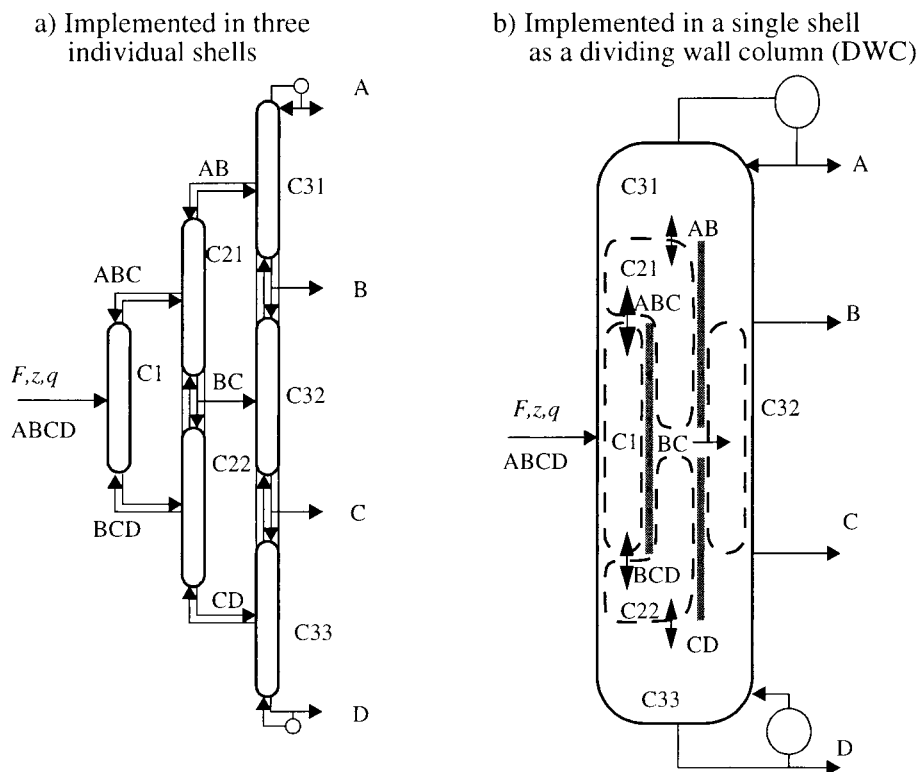 a) Implemented in three
individual shells
A
AB
C31
C21
ABC
B
F,z,q
C1
BC
C32
ABCD
C22
BCD
C
CD
C33
D
b) Implemented in a single shell
as a dividing wall column (DWC)
A
C31
AB
C21
ABC
B
F,z,q
C32
C1
BC
ABCD
C
BCD
C22
CD
C33
D